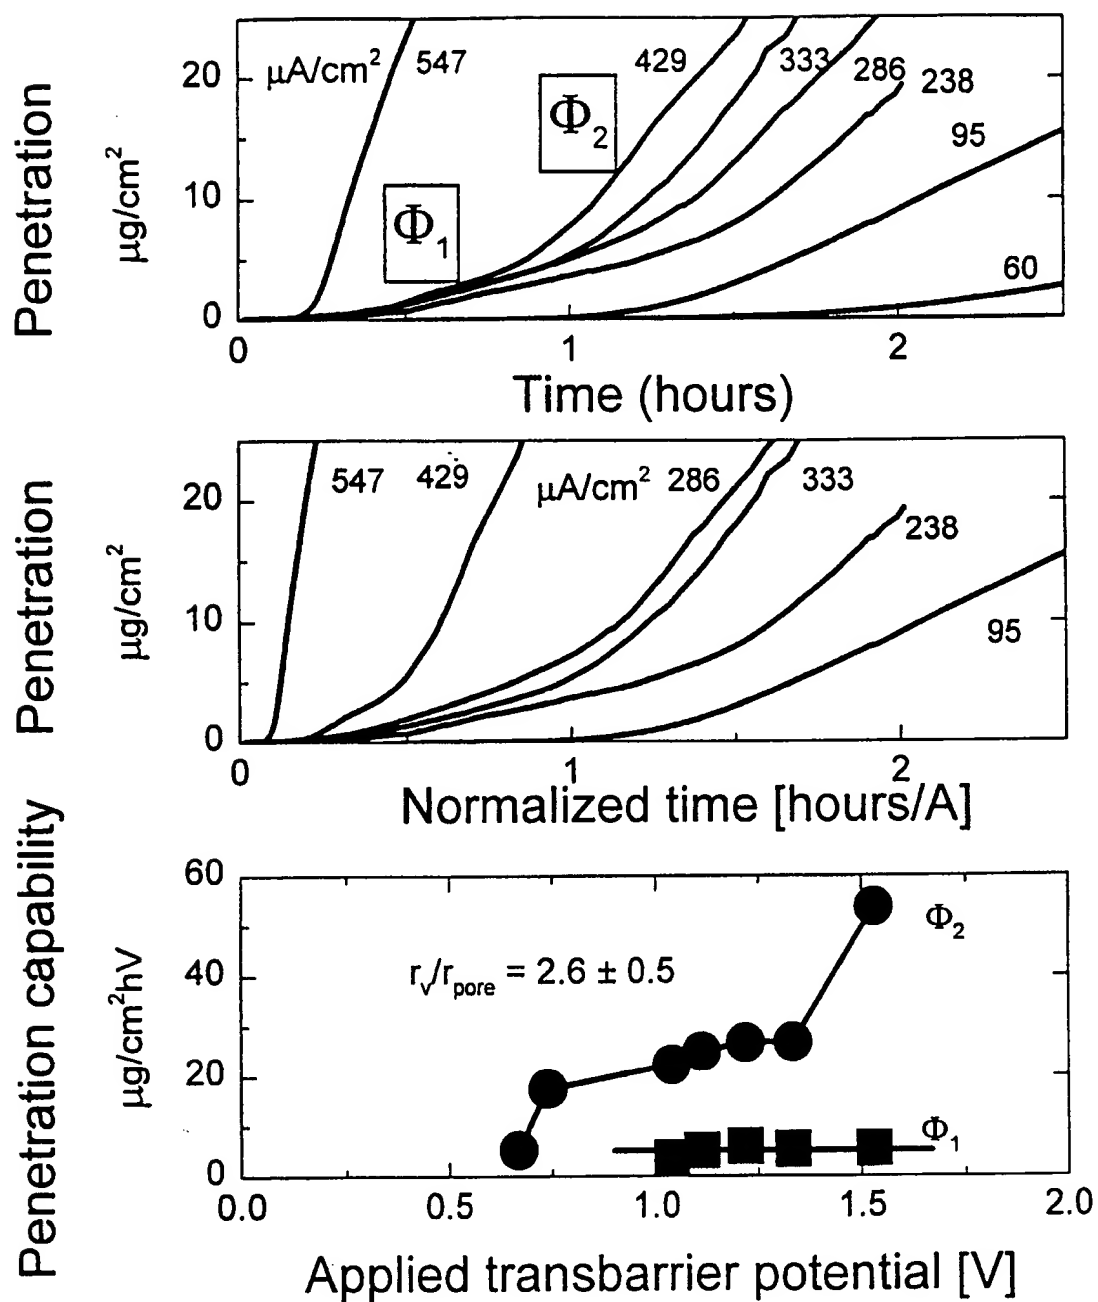 Penetration
μg/cm²
20
10
0
μA/cm²
547
429
333
286
238
95
60
Φ₁
Φ₂
0
1
2
Time (hours)
Penetration
μg/cm²
20
10
0
547
429
μA/cm²
286
333
238
95
0
1
2
Normalized time [hours/A]
Penetration capability
μg/cm²hV
60
40
20
0
rᵥ/r_pore = 2.6 ± 0.5
Φ₂
Φ₁
0.0
0.5
1.0
1.5
2.0
Applied transbarrier potential [V]